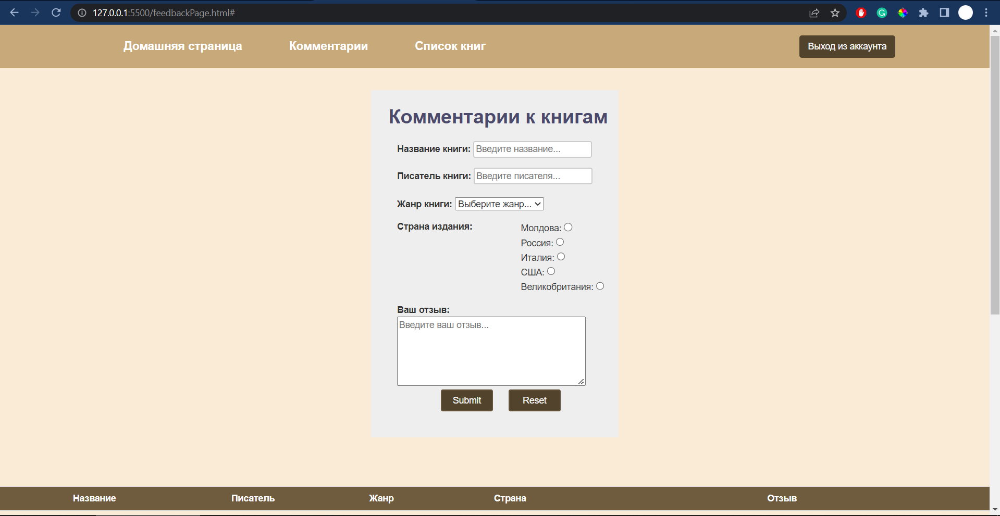 127.0.0.1:5500/feedbackPage.html#
Домашняя страница Комментарии Список книг Выход из аккаунта
Комментарии к книгам
Название книги: Введите название...
Писатель книги: Введите писателя...
Жанр книги: Выберите жанр...
Страна издания: Молдова:
Россия:
Италия:
США:
Великобритания:
Ваш отзыв:
Введите ваш отзыв...
Submit Reset
Название Писатель Жанр Страна Отзыв